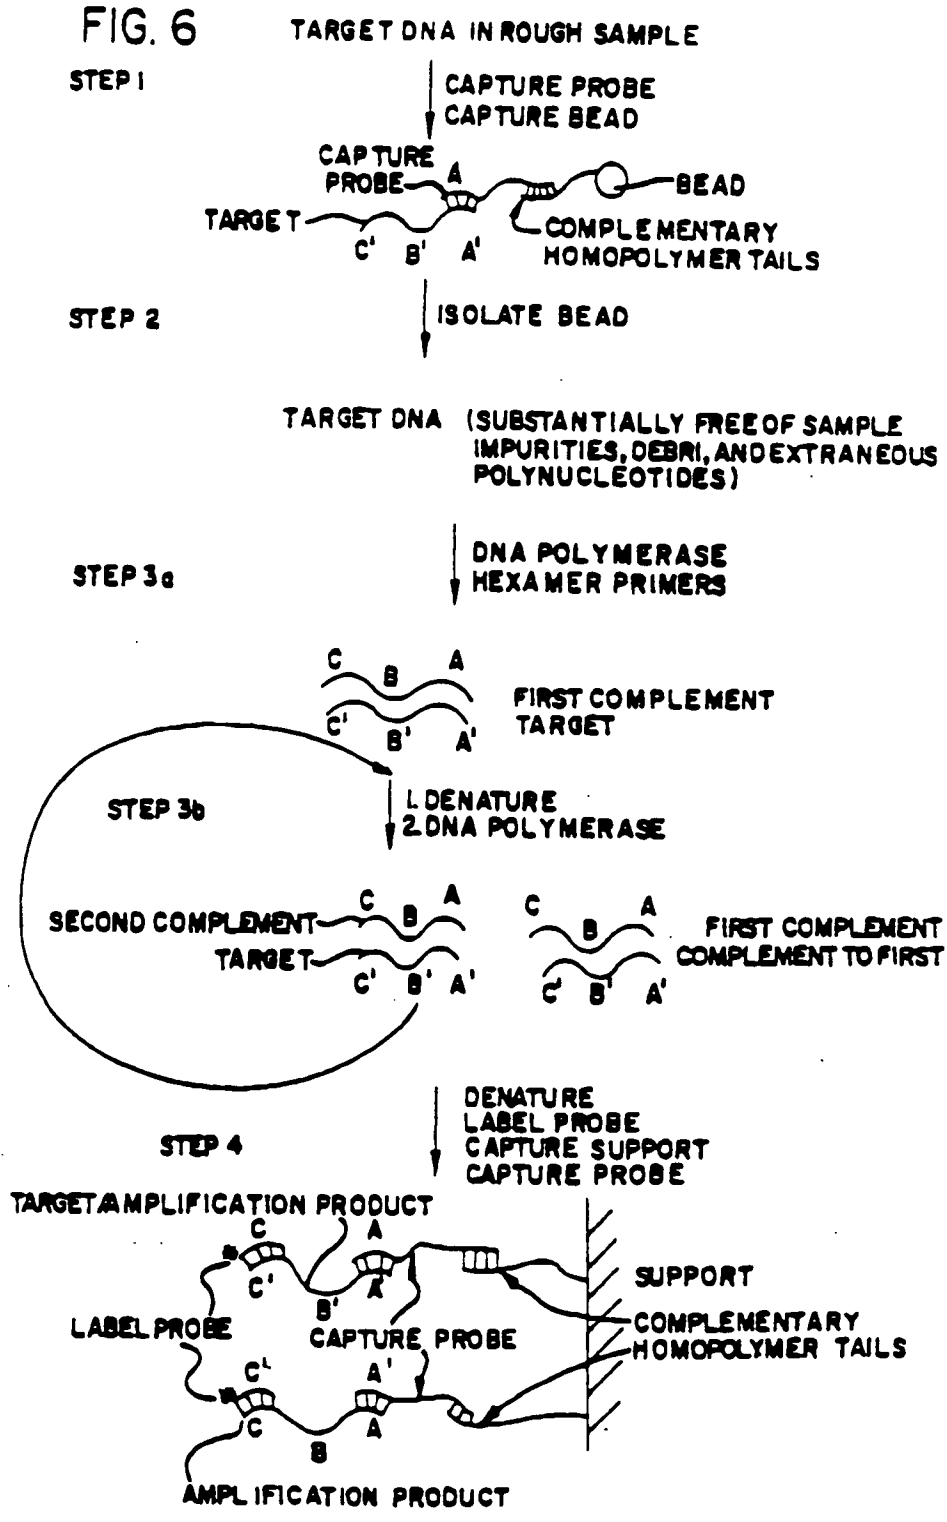 FIG. 6
TARGET DNA IN ROUGH SAMPLE
STEP 1
CAPTURE PROBE
CAPTURE BEAD
CAPTURE
PROBE
A
BEAD
TARGET
C' B' A'
COMPLEMENTARY
HOMOPOLYMER TAILS
STEP 2
ISOLATE BEAD
TARGET DNA (SUBSTANTIALLY FREE OF SAMPLE
IMPURITIES, DEBRI, AND EXTRANEOUS
POLYNUCLEOTIDES)
STEP 3a
DNA POLYMERASE
HEXAMER PRIMERS
C B A
FIRST COMPLEMENT
TARGET
C' B' A'
STEP 3b
1. DENATURE
2. DNA POLYMERASE
C B A
SECOND COMPLEMENT
TARGET
C' B' A'
C B A
FIRST COMPLEMENT
COMPLEMENT TO FIRST
C' B' A'
STEP 4
DENATURE
LABEL PROBE
CAPTURE SUPPORT
CAPTURE PROBE
TARGET/AMPLIFICATION PRODUCT
C A
* C' B' A'
SUPPORT
LABEL PROBE
CAPTURE PROBE
COMPLEMENTARY
HOMOPOLYMER TAILS
C' A'
* C B A
AMPLIFICATION PRODUCT